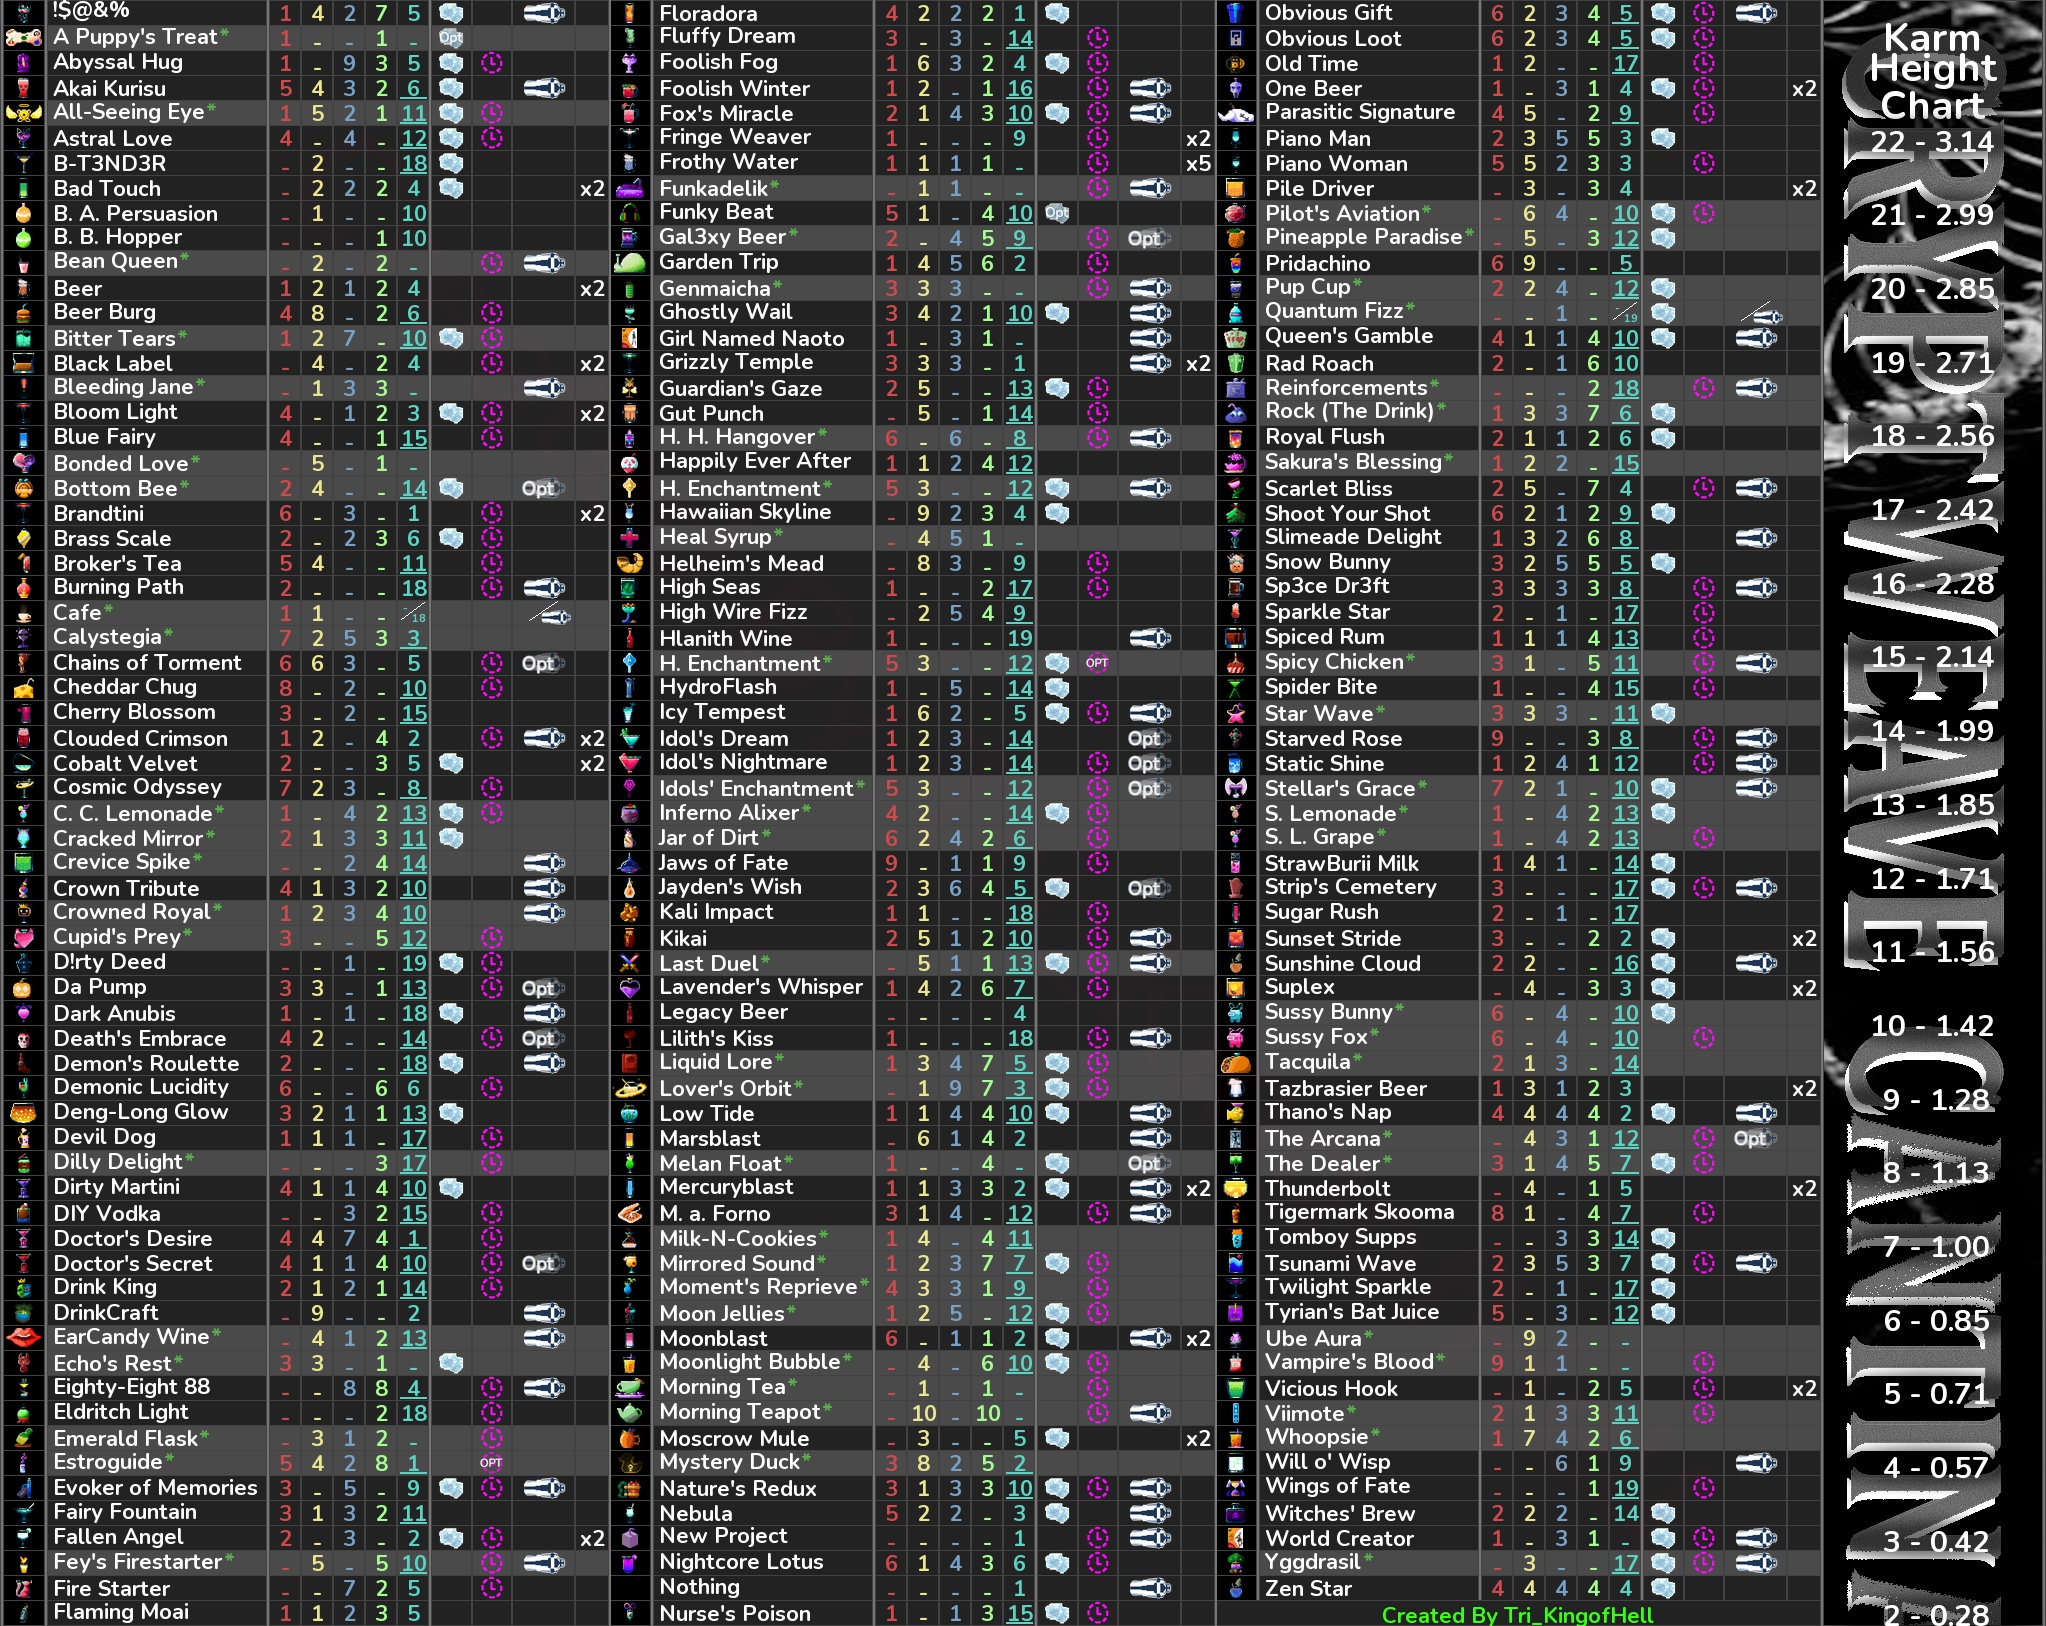 !$@&% 1 4 2 7 5
A Puppy's Treat* 1 - - 1 - Opt
Abyssal Hug 1 - 9 3 5
Akai Kurisu 5 4 3 2 6
All-Seeing Eye* 1 5 2 1 11
Astral Love 4 - 4 - 12
B-T3ND3R - 2 - - 18
Bad Touch - 2 2 2 4 x2
B. A. Persuasion - 1 - - 10
B. B. Hopper - - - 1 10
Bean Queen* - 2 - 2 -
Beer 1 2 1 2 4 x2
Beer Burg 4 8 - 2 6
Bitter Tears* 1 2 7 - 10
Black Label - 4 - 2 4 x2
Bleeding Jane* - 1 3 3 -
Bloom Light 4 - 1 2 3 x2
Blue Fairy 4 - - 1 15
Bonded Love* - 5 - 1 -
Bottom Bee* 2 4 - - 14 Opt
Brandtini 6 - 3 - 1 x2
Brass Scale 2 - 2 3 6
Broker's Tea 5 4 - - 11
Burning Path 2 - - - 18
Cafe* 1 1 - - -/18
Calystegia* 7 2 5 3 3
Chains of Torment 6 6 3 - 5 Opt
Cheddar Chug 8 - 2 - 10
Cherry Blossom 3 - 2 - 15
Clouded Crimson 1 2 - 4 2 x2
Cobalt Velvet 2 - - 3 5 x2
Cosmic Odyssey 7 2 3 - 8
C. C. Lemonade* 1 - 4 2 13
Cracked Mirror* 2 1 3 3 11
Crevice Spike* - - 2 4 14
Crown Tribute 4 1 3 2 10
Crowned Royal* 1 2 3 4 10
Cupid's Prey* 3 - - 5 12
D!rty Deed - - 1 - 19
Da Pump 3 3 - 1 13 Opt
Dark Anubis 1 - 1 - 18
Death's Embrace 4 2 - - 14 Opt
Demon's Roulette 2 - - - 18
Demonic Lucidity 6 - - 6 6
Deng-Long Glow 3 2 1 1 13
Devil Dog 1 1 1 - 17
Dilly Delight* - - - 3 17
Dirty Martini 4 1 1 4 10
DIY Vodka - - 3 2 15
Doctor's Desire 4 4 7 4 1
Doctor's Secret 4 1 1 4 10 Opt
Drink King 2 1 2 1 14
DrinkCraft - 9 - - 2
EarCandy Wine* - 4 1 2 13
Echo's Rest* 3 3 - 1 -
Eighty-Eight 88 - - 8 8 4
Eldritch Light - - - 2 18
Emerald Flask* - 3 1 2 -
Estroguide* 5 4 2 8 1 OPT
Evoker of Memories 3 - 5 - 9
Fairy Fountain 3 1 3 2 11
Fallen Angel 2 - 3 - 2 x2
Fey's Firestarter* - 5 - 5 10
Fire Starter - - 7 2 5
Flaming Moai 1 1 2 3 5
Floradora 4 2 2 2 1
Fluffy Dream 3 - 3 - 14
Foolish Fog 1 6 3 2 4
Foolish Winter 1 2 - 1 16
Fox's Miracle 2 1 4 3 10
Fringe Weaver 1 - - - 9 x2
Frothy Water 1 1 1 1 - x5
Funkadelik* - 1 1 - -
Funky Beat 5 1 - 4 10 Opt
Gal3xy Beer* 2 - 4 5 9 Opt
Garden Trip 1 4 5 6 2
Genmaicha* 3 3 3 - -
Ghostly Wail 3 4 2 1 10
Girl Named Naoto 1 - 3 1 -
Grizzly Temple 3 3 3 - 1 x2
Guardian's Gaze 2 5 - - 13
Gut Punch - 5 - 1 14
H. H. Hangover* 6 - 6 - 8
Happily Ever After 1 1 2 4 12
H. Enchantment* 5 3 - - 12
Hawaiian Skyline - 9 2 3 4
Heal Syrup* - 4 5 1 -
Helheim's Mead - 8 3 - 9
High Seas 1 - - 2 17
High Wire Fizz - 2 5 4 9
Hlanith Wine 1 - - - 19
H. Enchantment* 5 3 - - 12 OPT
HydroFlash 1 - 5 - 14
Icy Tempest 1 6 2 - 5
Idol's Dream 1 2 3 - 14 Opt
Idol's Nightmare 1 2 3 - 14 Opt
Idols' Enchantment* 5 3 - - 12 Opt
Inferno Alixer* 4 2 - - 14
Jar of Dirt* 6 2 4 2 6
Jaws of Fate 9 - 1 1 9
Jayden's Wish 2 3 6 4 5 Opt
Kali Impact 1 1 - - 18
Kikai 2 5 1 2 10
Last Duel* - 5 1 1 13
Lavender's Whisper 1 4 2 6 7
Legacy Beer - - - - 4
Lilith's Kiss 1 - - - 18
Liquid Lore* 1 3 4 7 5
Lover's Orbit* - 1 9 7 3
Low Tide 1 1 4 4 10
Marsblast - 6 1 4 2
Melan Float* 1 - - 4 - Opt
Mercuryblast 1 1 3 3 2 x2
M. a. Forno 3 1 4 - 12
Milk-N-Cookies* 1 4 - 4 11
Mirrored Sound* 1 2 3 7 7
Moment's Reprieve* 4 3 3 1 9
Moon Jellies* 1 2 5 - 12
Moonblast 6 - 1 1 2 x2
Moonlight Bubble* - 4 - 6 10
Morning Tea* - 1 - 1 -
Morning Teapot* - 10 - 10 -
Moscrow Mule - 3 - - 5 x2
Mystery Duck* 3 8 2 5 2
Nature's Redux 3 1 3 3 10
Nebula 5 2 2 - 3
New Project - - - - 1
Nightcore Lotus 6 1 4 3 6
Nothing - - - - 1
Nurse's Poison 1 - 1 3 15
Obvious Gift 6 2 3 4 5
Obvious Loot 6 2 3 4 5
Old Time 1 2 - - 17
One Beer 1 - 3 1 4 x2
Parasitic Signature 4 5 - 2 9
Piano Man 2 3 5 5 3
Piano Woman 5 5 2 3 3
Pile Driver - 3 - 3 4 x2
Pilot's Aviation* - 6 4 - 10
Pineapple Paradise* - 5 - 3 12
Pridachino 6 9 - - 5
Pup Cup* 2 2 4 - 12
Quantum Fizz* - - 1 - -/19
Queen's Gamble 4 1 1 4 10
Rad Roach 2 - 1 6 10
Reinforcements* - - - 2 18
Rock (The Drink)* 1 3 3 7 6
Royal Flush 2 1 1 2 6
Sakura's Blessing* 1 2 2 - 15
Scarlet Bliss 2 5 - 7 4
Shoot Your Shot 6 2 1 2 9
Slimeade Delight 1 3 2 6 8
Snow Bunny 3 2 5 5 5
Sp3ce Dr3ft 3 3 3 3 8
Sparkle Star 2 - 1 - 17
Spiced Rum 1 1 1 4 13
Spicy Chicken* 3 1 - 5 11
Spider Bite 1 - - 4 15
Star Wave* 3 3 3 - 11
Starved Rose 9 - - 3 8
Static Shine 1 2 4 1 12
Stellar's Grace* 7 2 1 - 10
S. Lemonade* 1 - 4 2 13
S. L. Grape* 1 - 4 2 13
StrawBurii Milk 1 4 1 - 14
Strip's Cemetery 3 - - - 17
Sugar Rush 2 - 1 - 17
Sunset Stride 3 - - 2 2 x2
Sunshine Cloud 2 2 - - 16
Suplex - 4 - 3 3 x2
Sussy Bunny* 6 - 4 - 10
Sussy Fox* 6 - 4 - 10
Tacquila* 2 1 3 - 14
Tazbrasier Beer 1 3 1 2 3 x2
Thano's Nap 4 4 4 4 2
The Arcana* - 4 3 1 12 Opt
The Dealer* 3 1 4 5 7
Thunderbolt - 4 - 1 5 x2
Tigermark Skooma 8 1 - 4 7
Tomboy Supps - - 3 3 14
Tsunami Wave 2 3 5 3 7
Twilight Sparkle 2 - 1 - 17
Tyrian's Bat Juice 5 - 3 - 12
Ube Aura* - 9 2 - -
Vampire's Blood* 9 1 1 - -
Vicious Hook - 1 - 2 5 x2
Viimote* 2 1 3 3 11
Whoopsie* 1 7 4 2 6
Will o' Wisp - - 6 1 9
Wings of Fate - - - 1 19
Witches' Brew 2 2 2 - 14
World Creator 1 - 3 1 -
Yggdrasil* - 3 - - 17
Zen Star 4 4 4 4 4
Created By Tri_KingofHell
Karm
Height
Chart
22 - 3.14
21 - 2.99
20 - 2.85
19 - 2.71
18 - 2.56
17 - 2.42
16 - 2.28
15 - 2.14
14 - 1.99
13 - 1.85
12 - 1.71
11 - 1.56
10 - 1.42
9 - 1.28
8 - 1.13
7 - 1.00
6 - 0.85
5 - 0.71
4 - 0.57
3 - 0.42
2 - 0.28
CRYPTWEAVE CANTINA